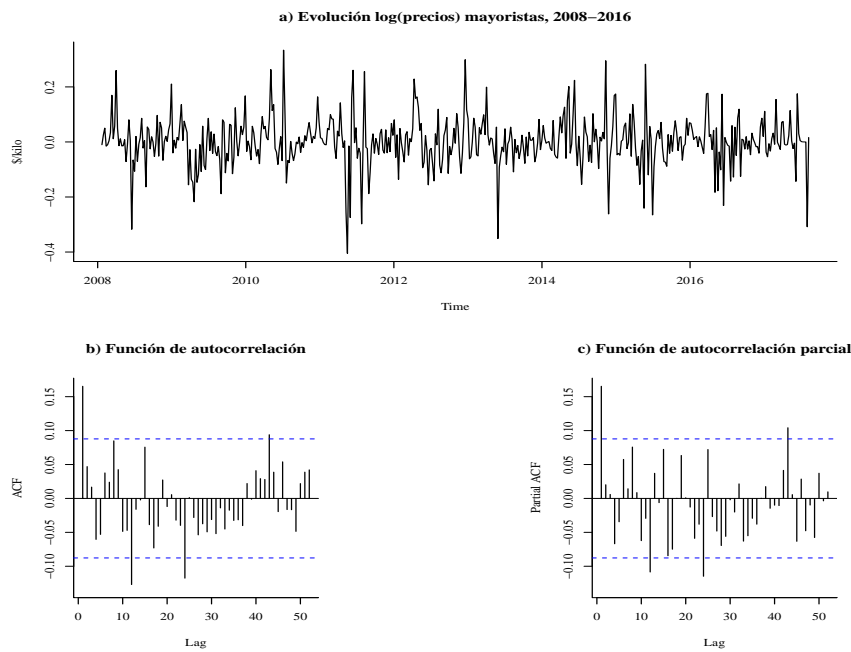 a) Evolución log(precios) mayoristas, 2008−2016
$/kilo
0.2
0.0
−0.2
−0.4
2008 2010 2012 2014 2016
Time
b) Función de autocorrelación
ACF
0.15
0.10
0.05
0.00
−0.05
−0.10
0 10 20 30 40 50
Lag
c) Función de autocorrelación parcial
Partial ACF
0.15
0.10
0.05
0.00
−0.05
−0.10
0 10 20 30 40 50
Lag